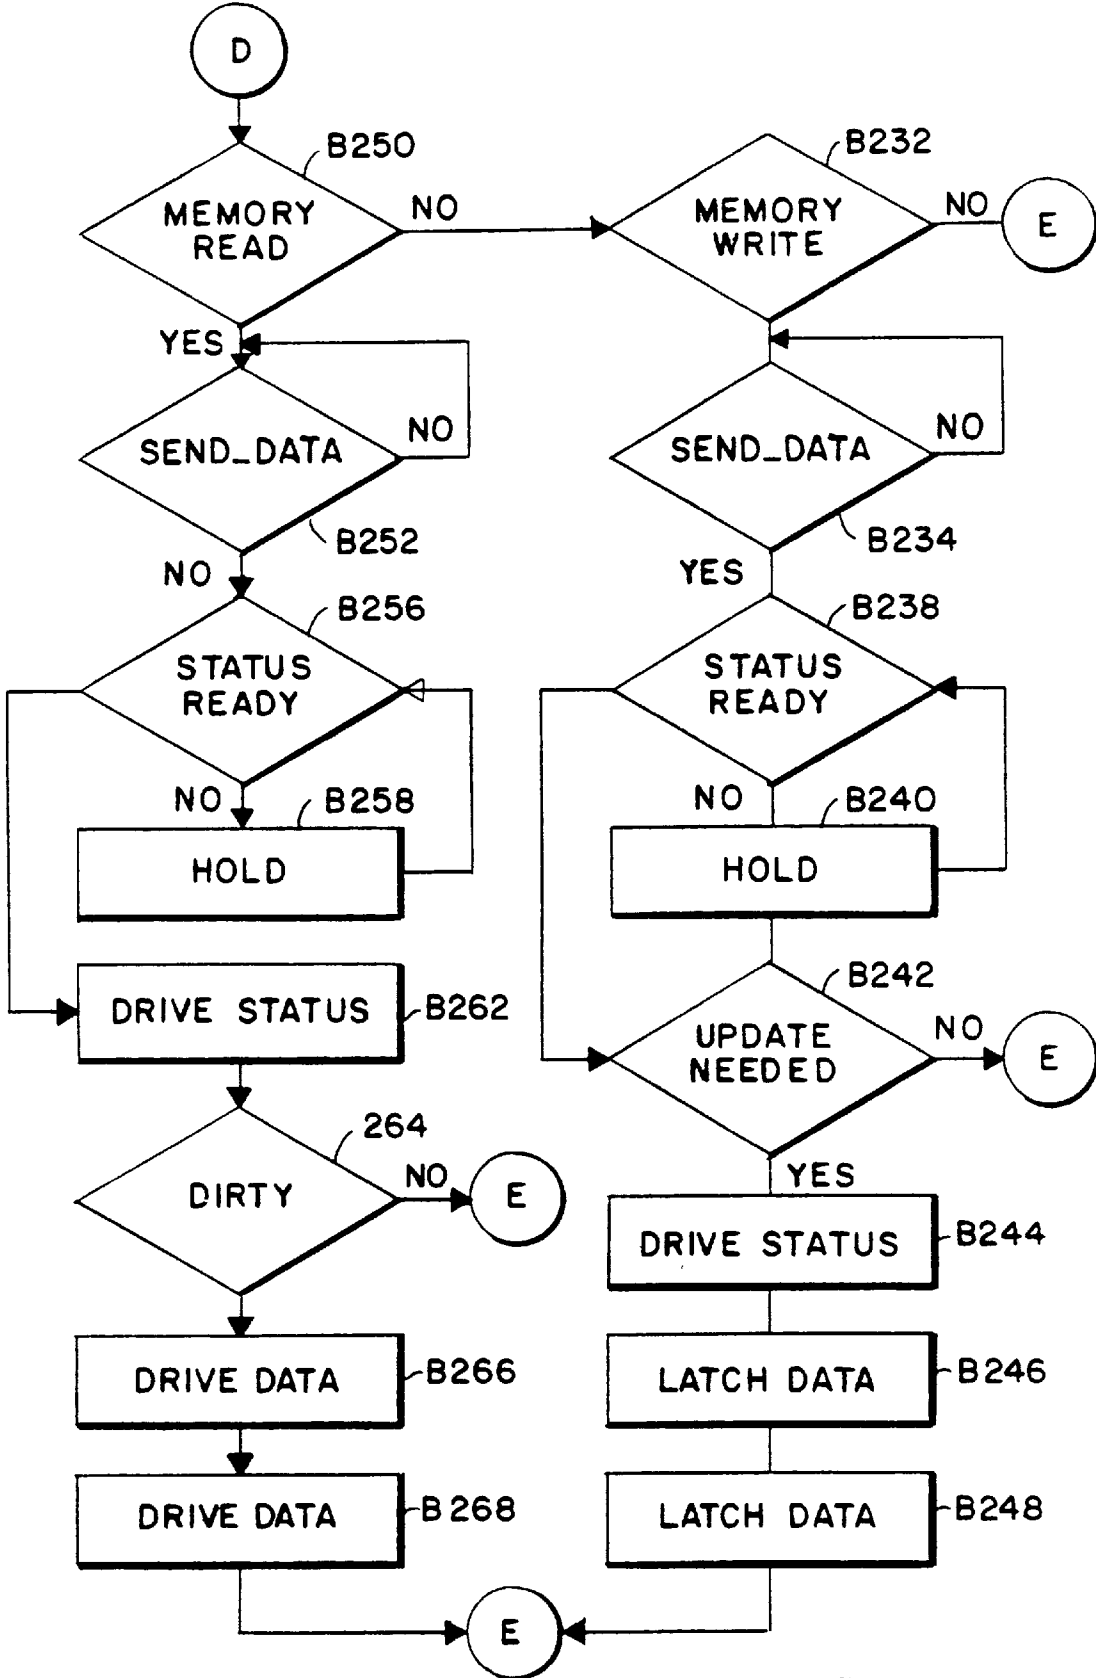 D
B250
MEMORY
READ
NO
B232
MEMORY
WRITE
NO
E
YES
SEND_DATA
NO
B252
SEND_DATA
NO
B234
NO
YES
B256
STATUS
READY
B238
STATUS
READY
NO
B258
HOLD
NO
B240
HOLD
DRIVE STATUS
B262
B242
UPDATE
NEEDED
NO
E
264
DIRTY
NO
E
YES
DRIVE STATUS
B244
DRIVE DATA
B266
LATCH DATA
B246
DRIVE DATA
B268
LATCH DATA
B248
E